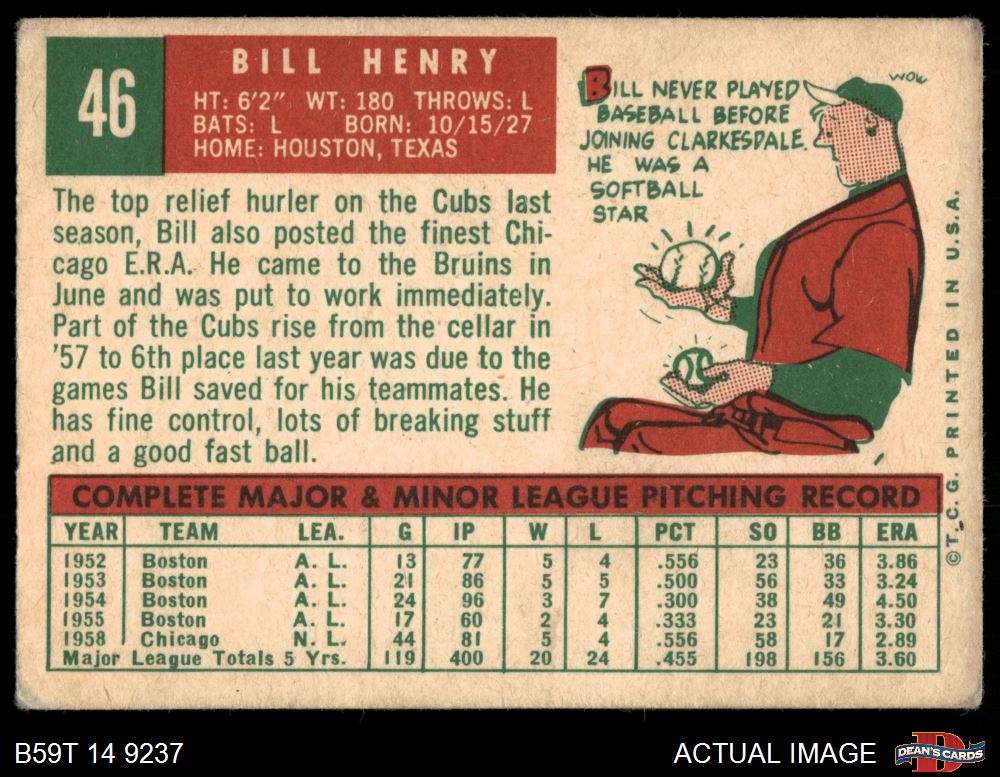 46
BILL HENRY
HT: 6'2" WT: 180 THROWS: L
BATS: L BORN: 10/15/27
HOME: HOUSTON, TEXAS
The top relief hurler on the Cubs last
season, Bill also posted the finest Chi-
cago E.R.A. He came to the Bruins in
June and was put to work immediately.
Part of the Cubs rise from the cellar in
'57 to 6th place last year was due to the
games Bill saved for his teammates. He
has fine control, lots of breaking stuff
and a good fast ball.
BILL NEVER PLAYED
BASEBALL BEFORE
JOINING CLARKESDALE.
HE WAS A
SOFTBALL
STAR
WOW
COMPLETE MAJOR & MINOR LEAGUE PITCHING RECORD
YEAR TEAM LEA. G IP W L PCT SO BB ERA
1952 Boston A. L. 13 77 5 4 .556 23 36 3.86
1953 Boston A. L. 21 86 5 5 .500 56 33 3.24
1954 Boston A. L. 24 96 3 7 .300 38 49 4.50
1955 Boston A. L. 17 60 2 4 .333 23 21 3.30
1958 Chicago N. L. 44 81 5 4 .556 58 17 2.89
Major League Totals 5 Yrs. 119 400 20 24 .455 198 156 3.60
©T.C.G. PRINTED IN U.S.A.
B59T 14 9237
ACTUAL IMAGE
D
DEAN'S CARDS